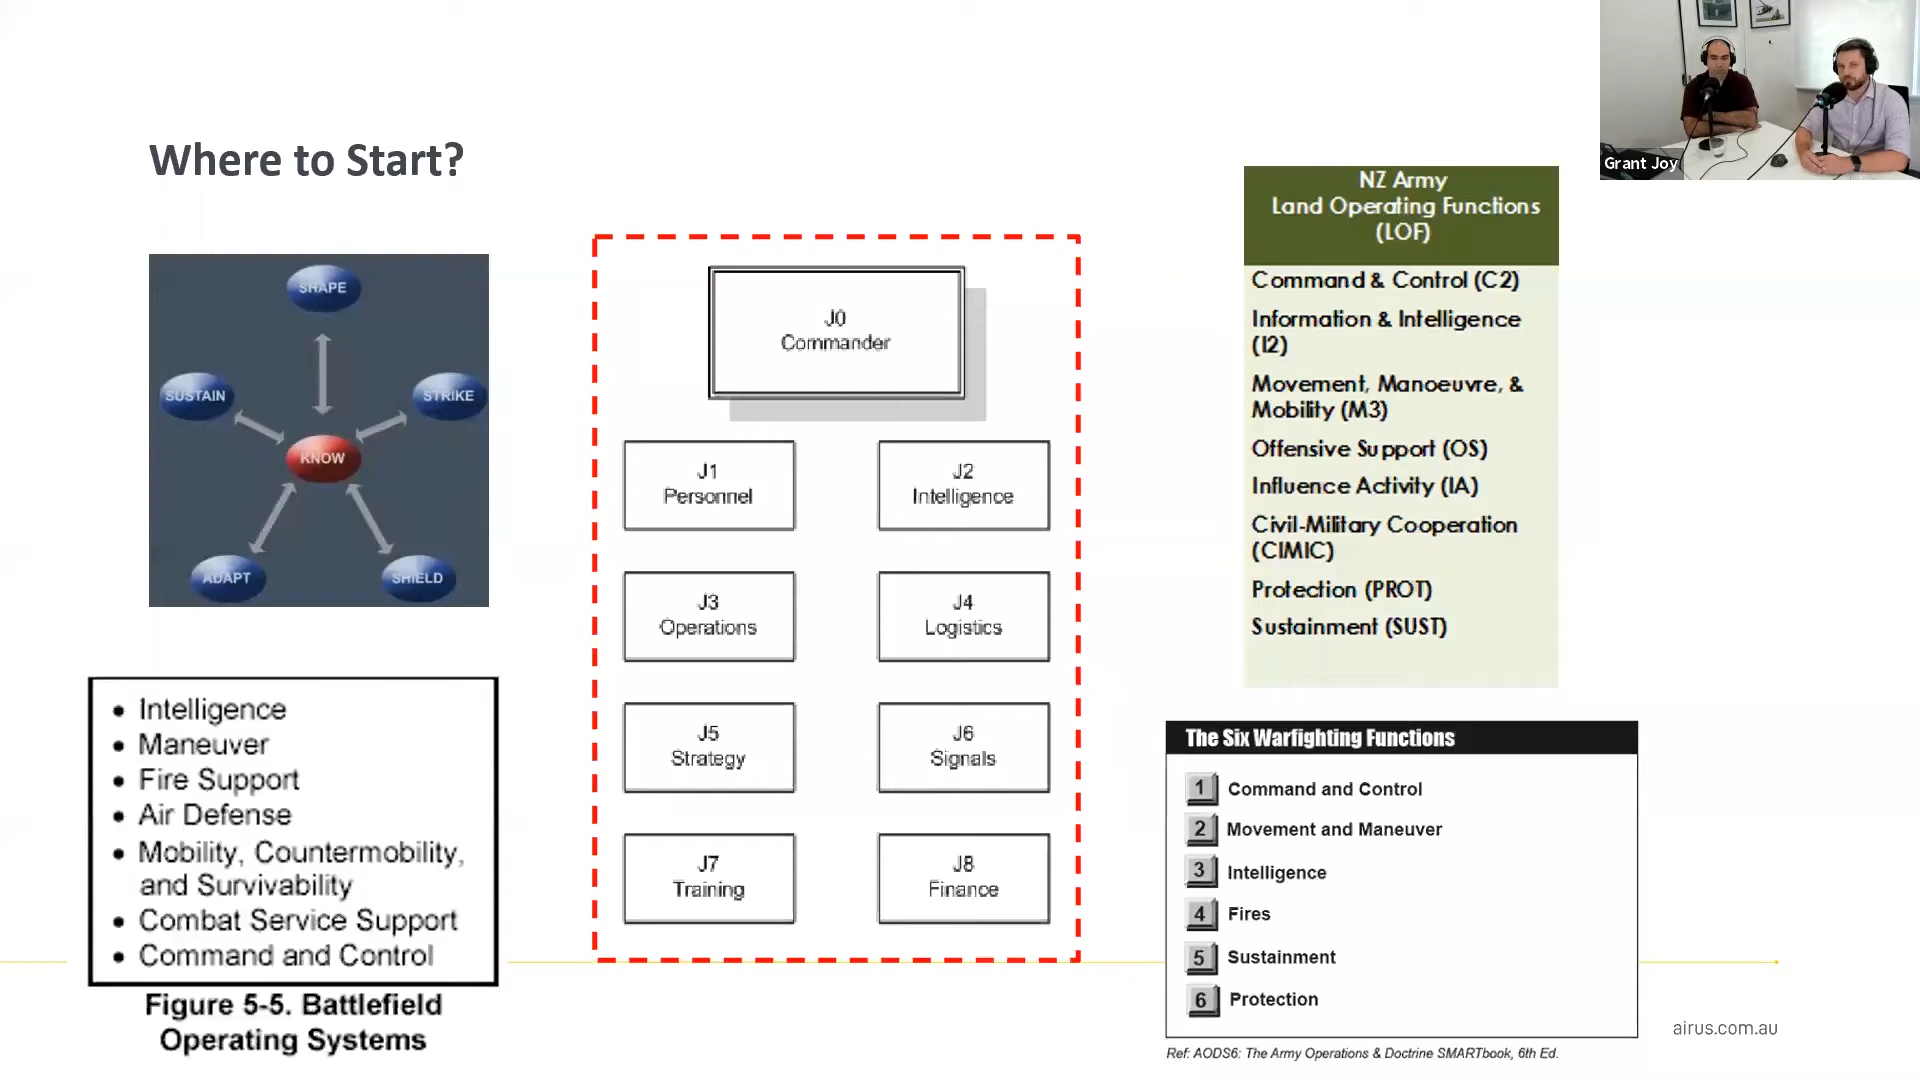 Where to Start?
SHAPE
SUSTAIN
STRIKE
KNOW
ADAPT
SHIELD
• Intelligence
• Maneuver
• Fire Support
• Air Defense
• Mobility, Countermobility,
and Survivability
• Combat Service Support
• Command and Control
Figure 5-5. Battlefield
Operating Systems
J0
Commander
J1
Personnel
J2
Intelligence
J3
Operations
J4
Logistics
J5
Strategy
J6
Signals
J7
Training
J8
Finance
NZ Army
Land Operating Functions
(LOF)
Command & Control (C2)
Information & Intelligence
(I2)
Movement, Manoeuvre, &
Mobility (M3)
Offensive Support (OS)
Influence Activity (IA)
Civil-Military Cooperation
(CIMIC)
Protection (PROT)
Sustainment (SUST)
The Six Warfighting Functions
1 Command and Control
2 Movement and Maneuver
3 Intelligence
4 Fires
5 Sustainment
6 Protection
Ref: AODS6: The Army Operations & Doctrine SMARTbook, 6th Ed.
airus.com.au
Grant Joy